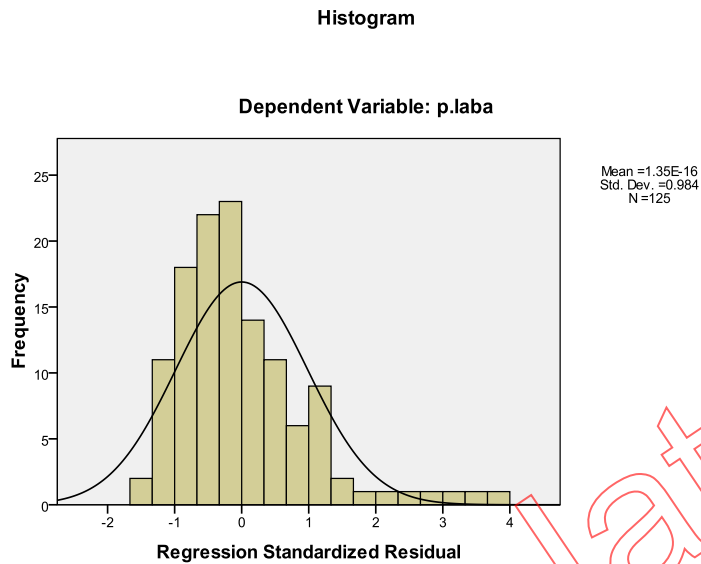 Histogram
Dependent Variable: p.laba
Mean =1.35E-16
Std. Dev. =0.984
N =125
Frequency
25
20
15
10
5
0
-2 -1 0 1 2 3 4
Regression Standardized Residual
lat